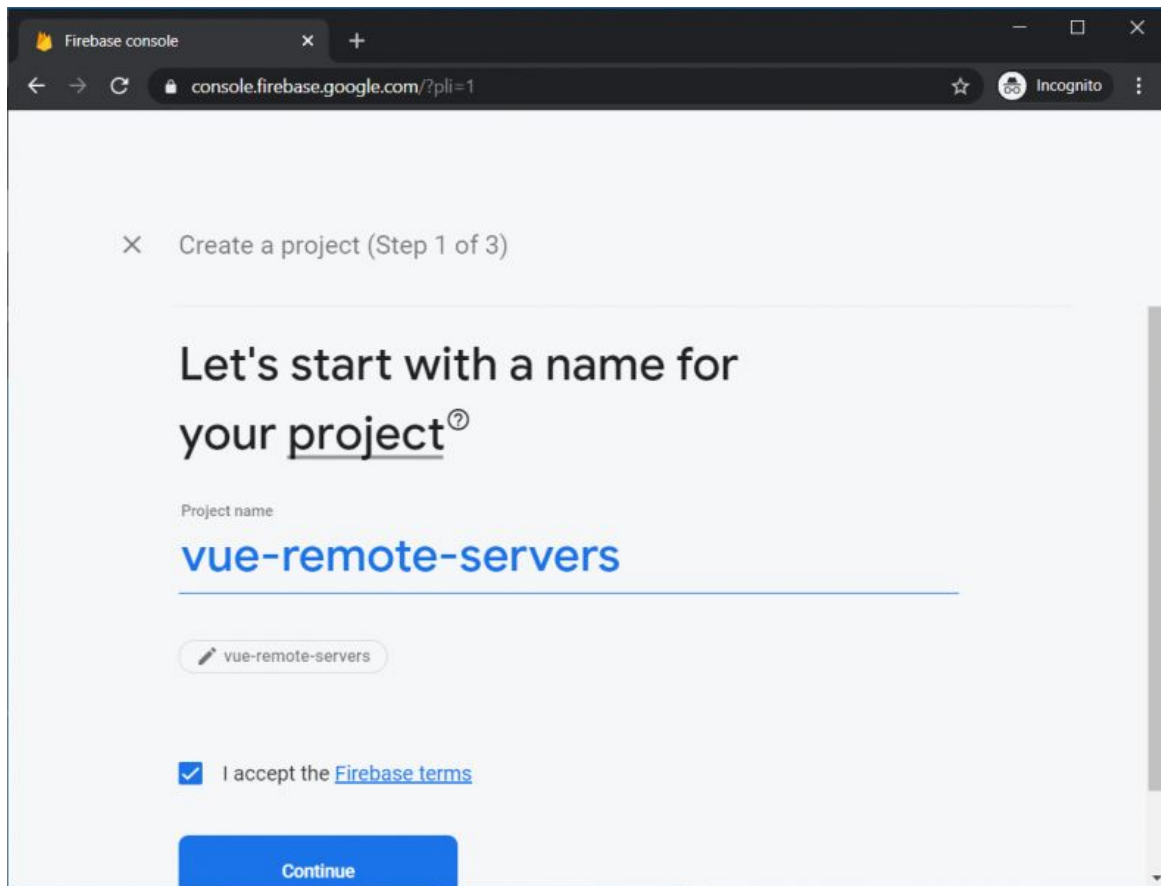 Firebase console
console.firebase.google.com/?pli=1
Incognito
Create a project (Step 1 of 3)
Let's start with a name for
your project
Project name
vue-remote-servers
vue-remote-servers
I accept the Firebase terms
Continue